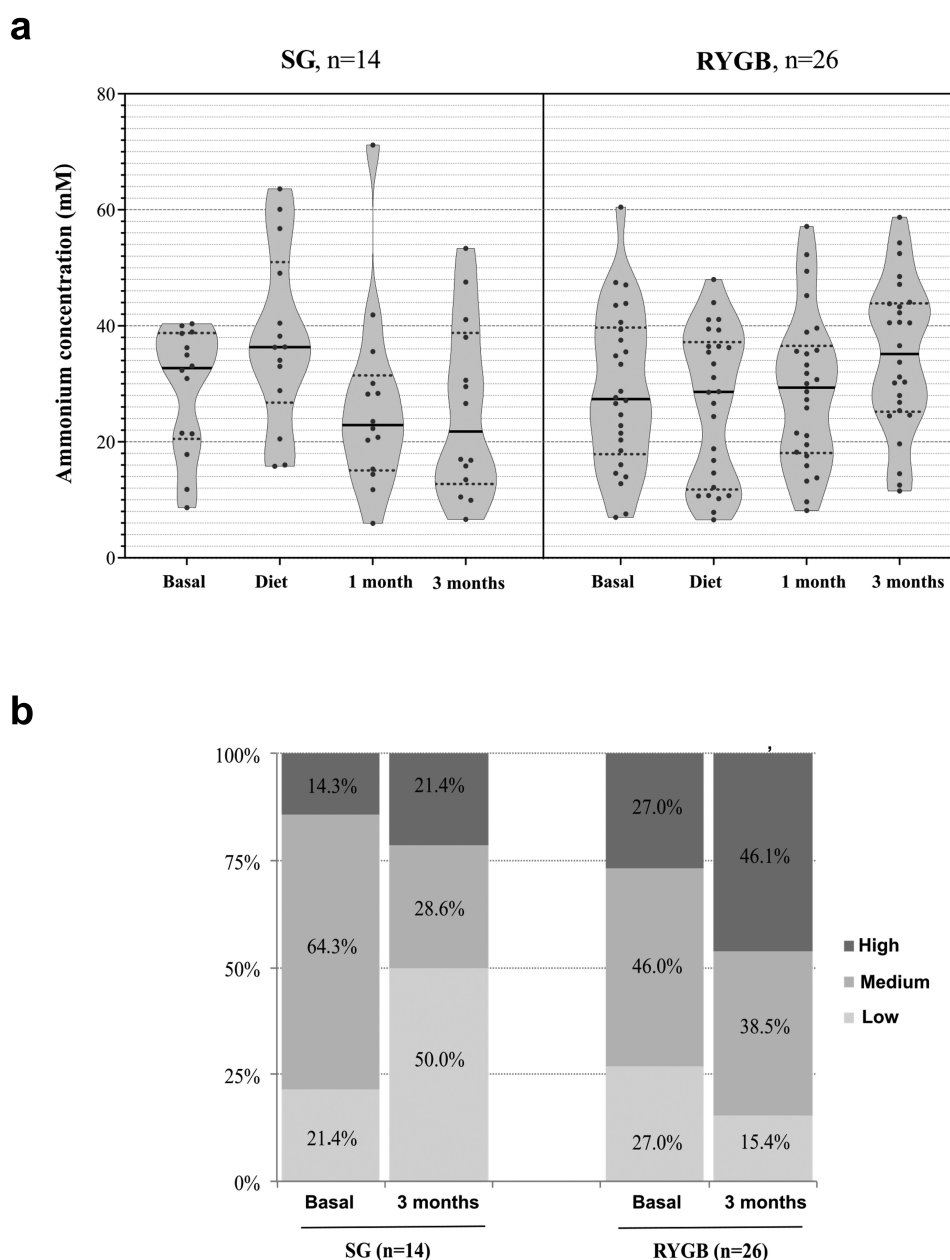 a
SG, n=14
RYGB, n=26
Ammonium concentration (mM)
80
60
40
20
0
Basal Diet 1 month 3 months Basal Diet 1 month 3 months
b
,
100%
75%
50%
25%
0%
14.3% 21.4% 27.0% 46.1%
64.3% 28.6% 46.0% 38.5%
21.4% 50.0% 27.0% 15.4%
High
Medium
Low
Basal 3 months Basal 3 months
SG (n=14) RYGB (n=26)